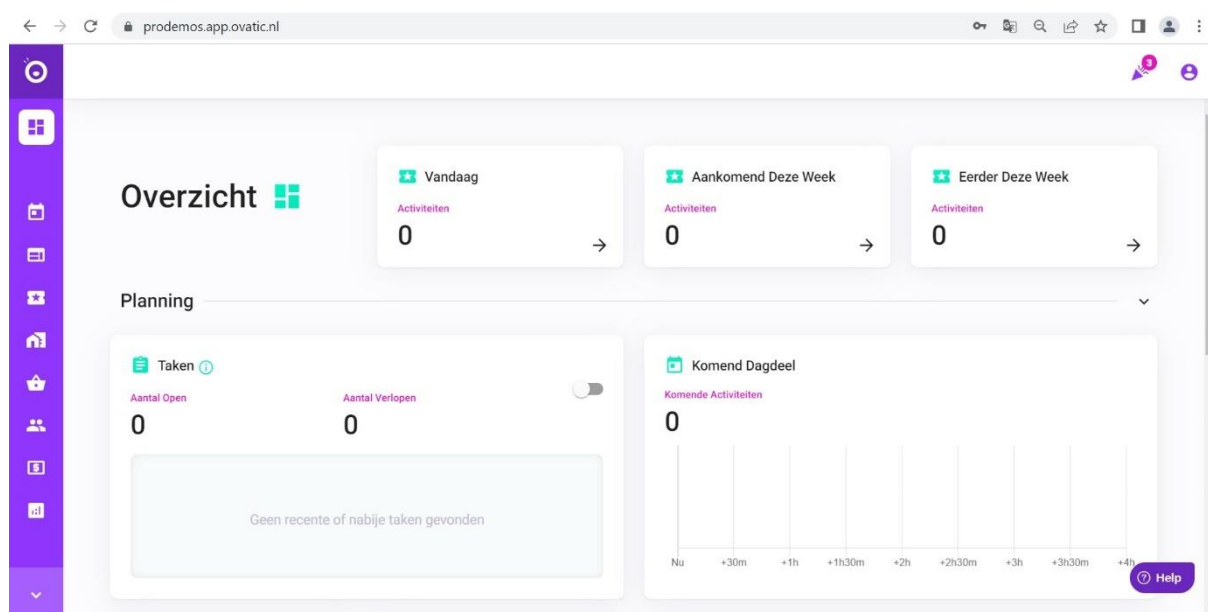 prodemos.app.ovatic.nl
3
Overzicht
Vandaag
Activiteiten
0
Aankomend Deze Week
Activiteiten
0
Eerder Deze Week
Activiteiten
0
Planning
Taken
Aantal Open
0
Aantal Verlopen
0
Geen recente of nabije taken gevonden
Komend Dagdeel
Komende Activiteiten
0
Nu +30m +1h +1h30m +2h +2h30m +3h +3h30m +4h
Help